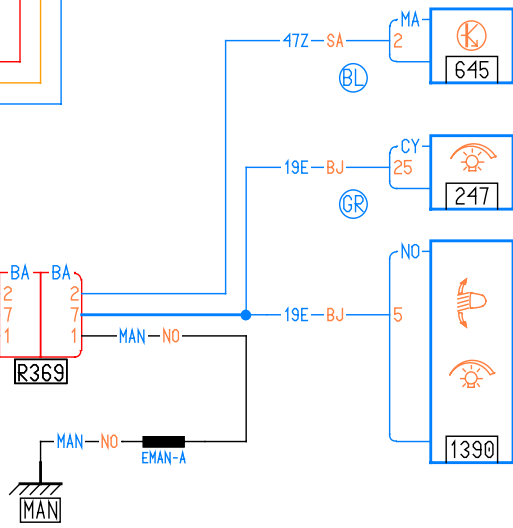 47Z SA
MA
2
645
BL
19E BJ
CY
25
247
GR
NO
BA BA
2 2
7 7
1 1
19E BJ
5
MAN NO
R369
MAN NO
EMAN-A
1390
MAN